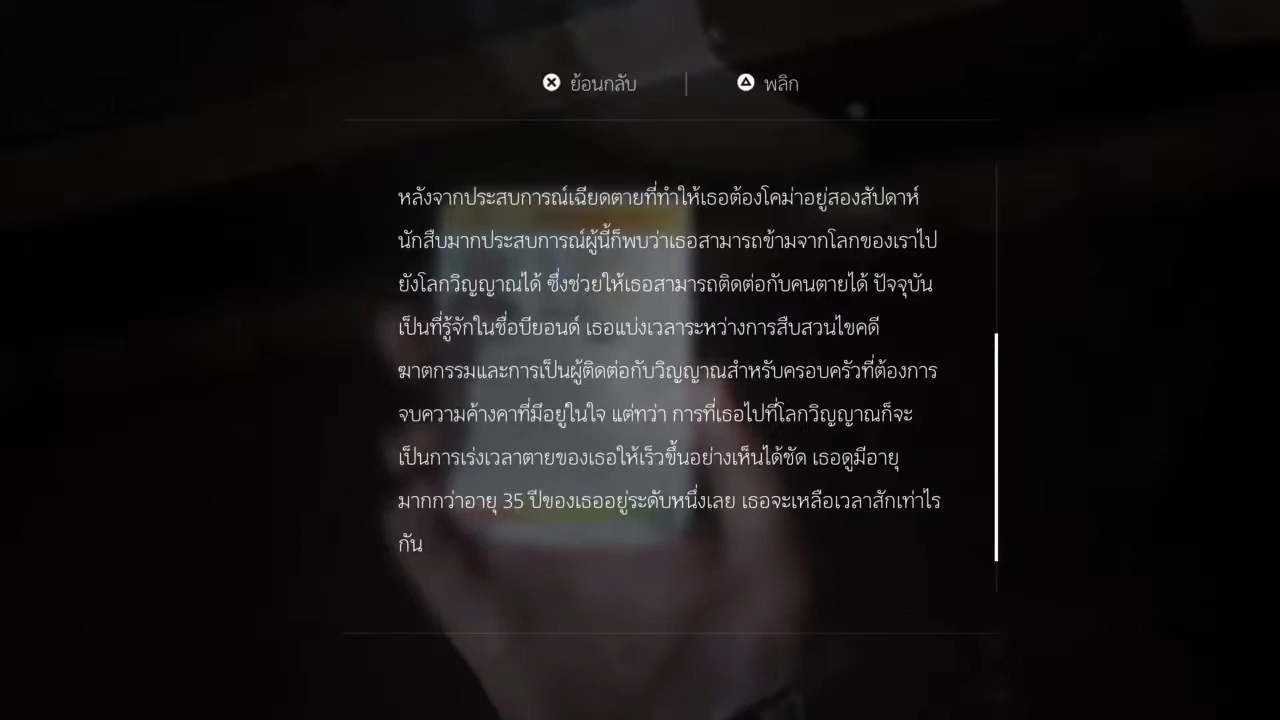 ย้อนกลับ | พลิก
หลังจากประสบการณ์เฉียดตายที่ทำให้เธอต้องโคม่าอยู่สองสัปดาห์
นักสืบมากประสบการณ์ผู้นี้ก็พบว่าเธอสามารถข้ามจากโลกของเราไป
ยังโลกวิญญาณได้ ซึ่งช่วยให้เธอสามารถติดต่อกับคนตายได้ ปัจจุบัน
เป็นที่รู้จักในชื่อบียอนด์ เธอแบ่งเวลาระหว่างการสืบสวนไขคดี
ฆาตกรรมและการเป็นผู้ติดต่อกับวิญญาณสำหรับครอบครัวที่ต้องการ
จบความค้างคาที่มีอยู่ในใจ แต่ทว่า การที่เธอไปที่โลกวิญญาณก็จะ
เป็นการเร่งเวลาตายของเธอให้เร็วขึ้นอย่างเห็นได้ชัด เธอดูมีอายุ
มากกว่าอายุ 35 ปีของเธออยู่ระดับหนึ่งเลย เธอจะเหลือเวลาสักเท่าไร
กัน